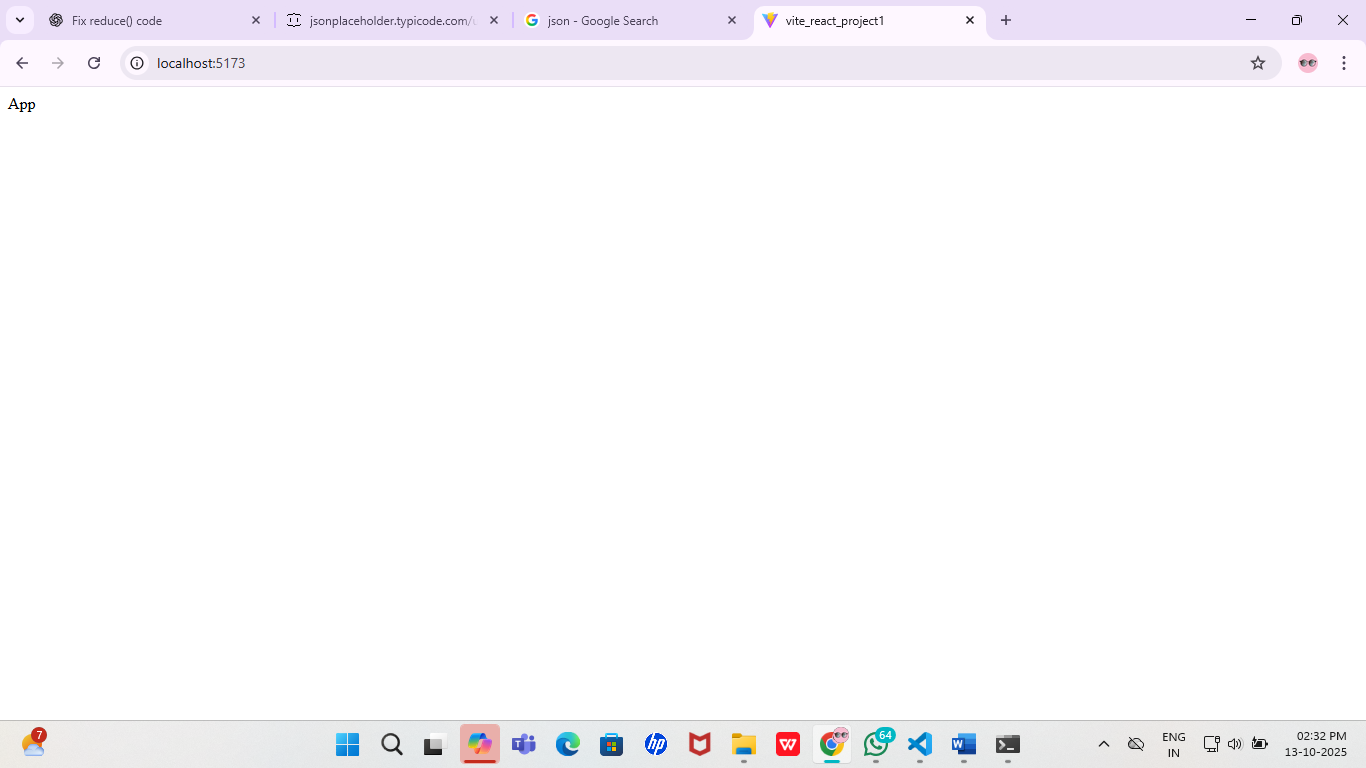 Fix reduce() code
jsonplaceholder.typicode.com/u
json - Google Search
vite_react_project1
localhost:5173
App
7
hp
64
W
ENG
IN
02:32 PM
13-10-2025